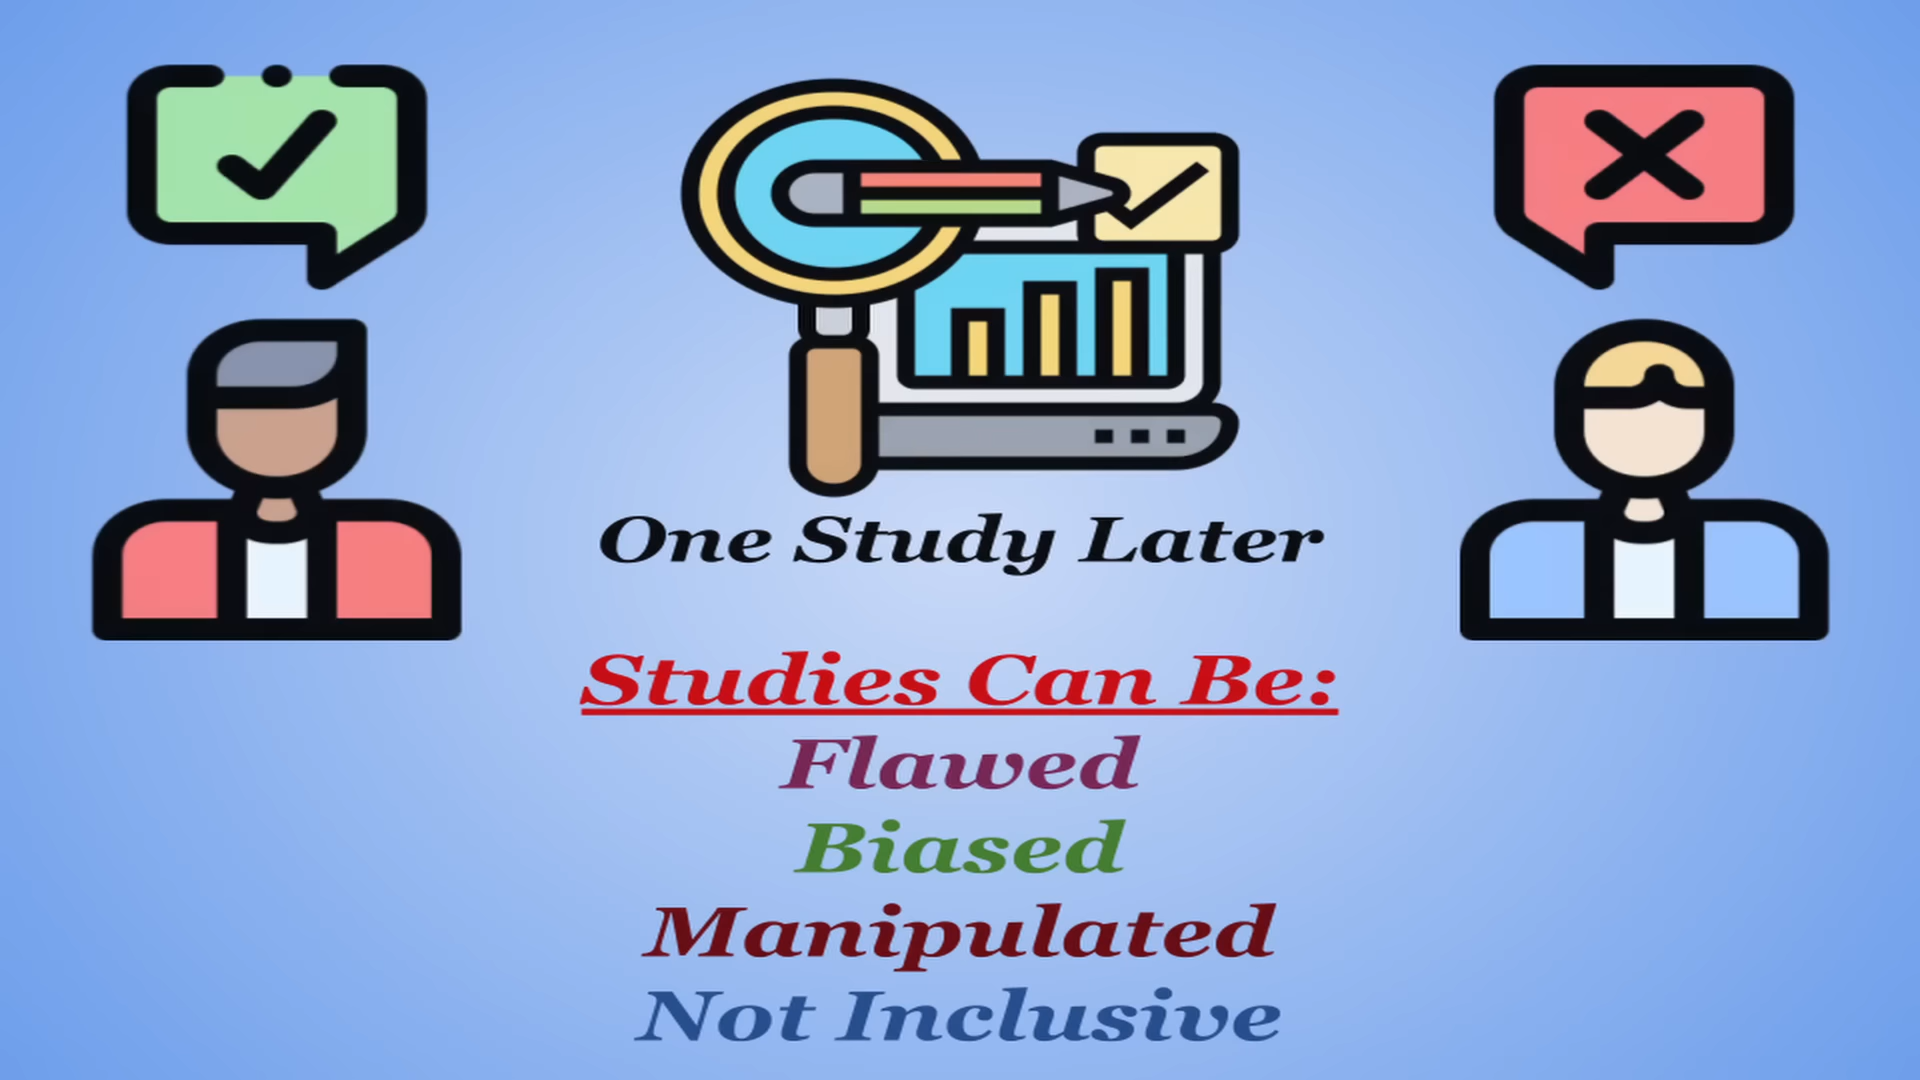 One Study Later
Studies Can Be:
Flawed
Biased
Manipulated
Not Inclusive